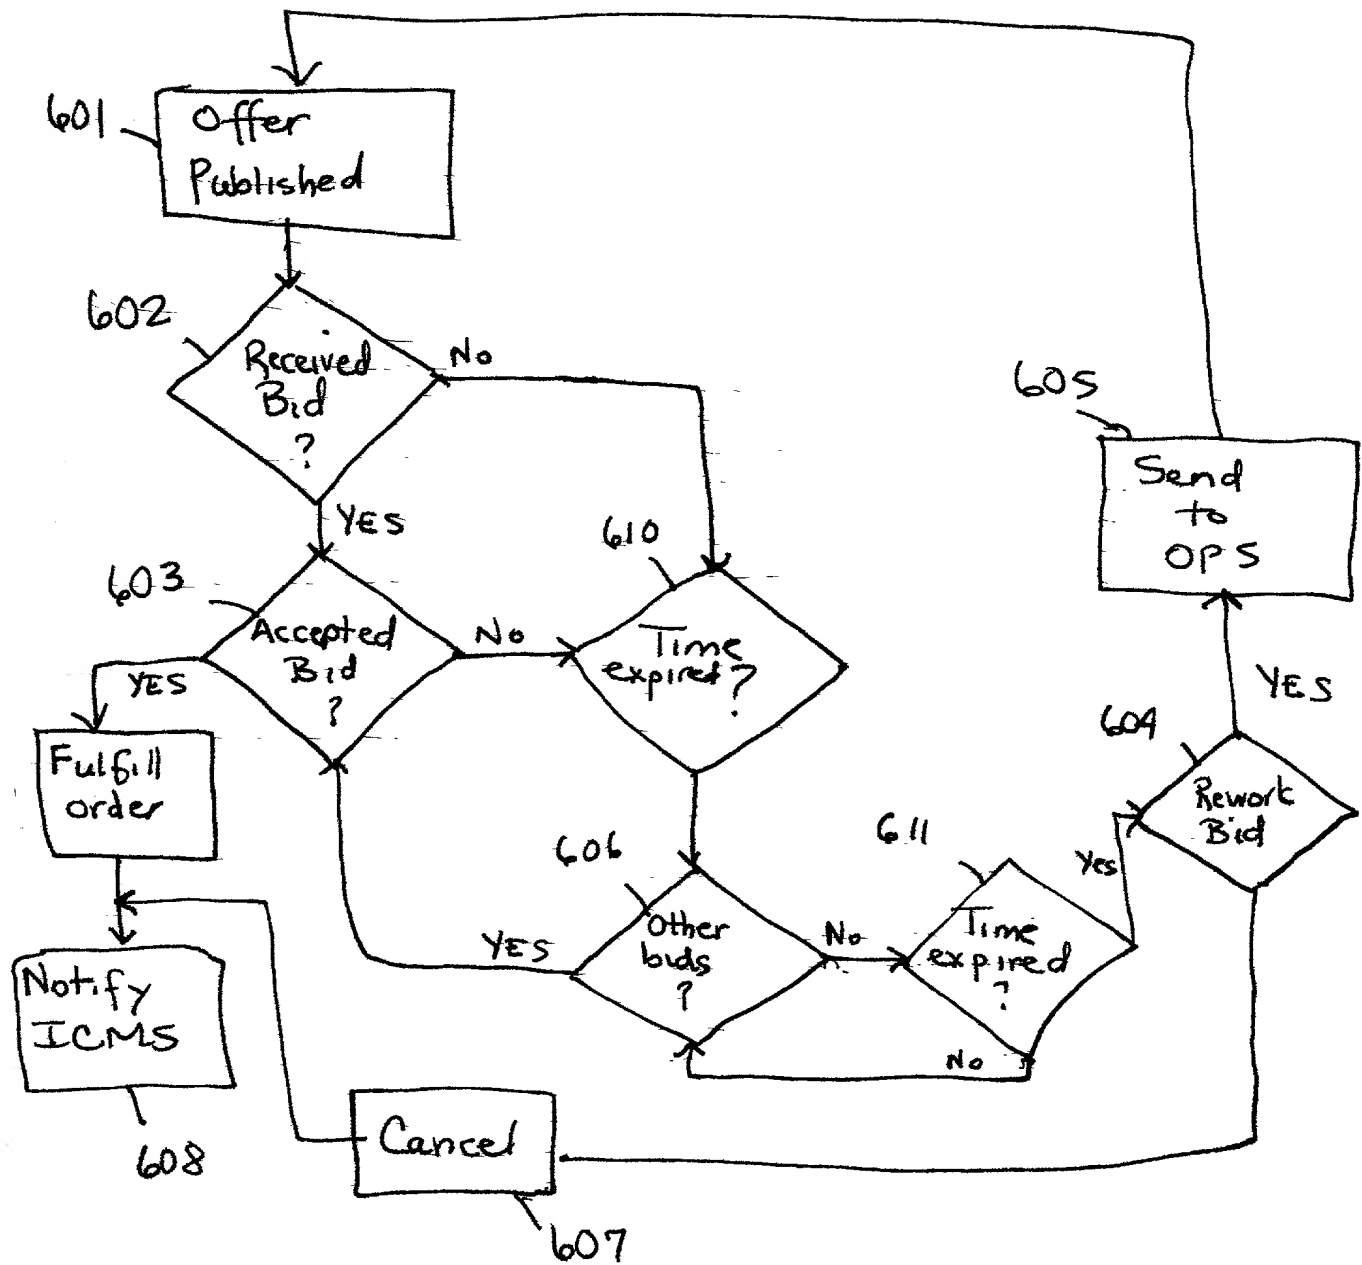 601
Offer
Published
602
Received
Bid
?
No
YES
603
Accepted
Bid
?
No
YES
610
Time
expired?
605
Send
to
OPS
YES
604
Rework
Bid
Fulfill
order
606
Other
bids
?
YES
No
611
Time
expired
?
Yes
No
Notify
ICMS
608
Cancel
607